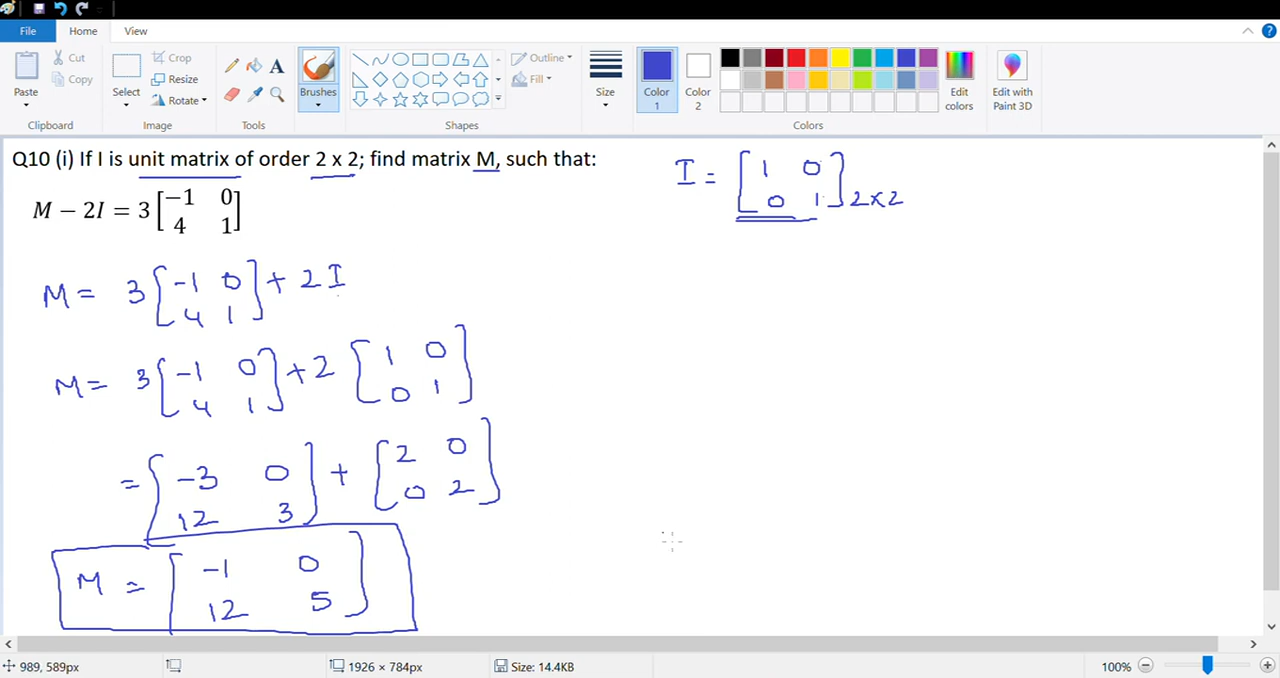 File Home View
Paste Cut Copy Select Crop Resize Rotate A Brushes Outline Fill Size Color 1 Color 2 Edit colors Edit with Paint 3D
Clipboard Image Tools Shapes Colors
Q10 (i) If I is unit matrix of order 2 x 2; find matrix M, such that:
M − 2I = 3 [−1 0
4 1]
I = [1 0
0 1] 2×2
M = 3 [-1 0
4 1] + 2 I
M = 3 [-1 0
4 1] + 2 [1 0
0 1]
= [-3 0
12 3] + [2 0
0 2]
M = [-1 0
12 5]
989, 589px 1926 × 784px Size: 14.4KB 100%